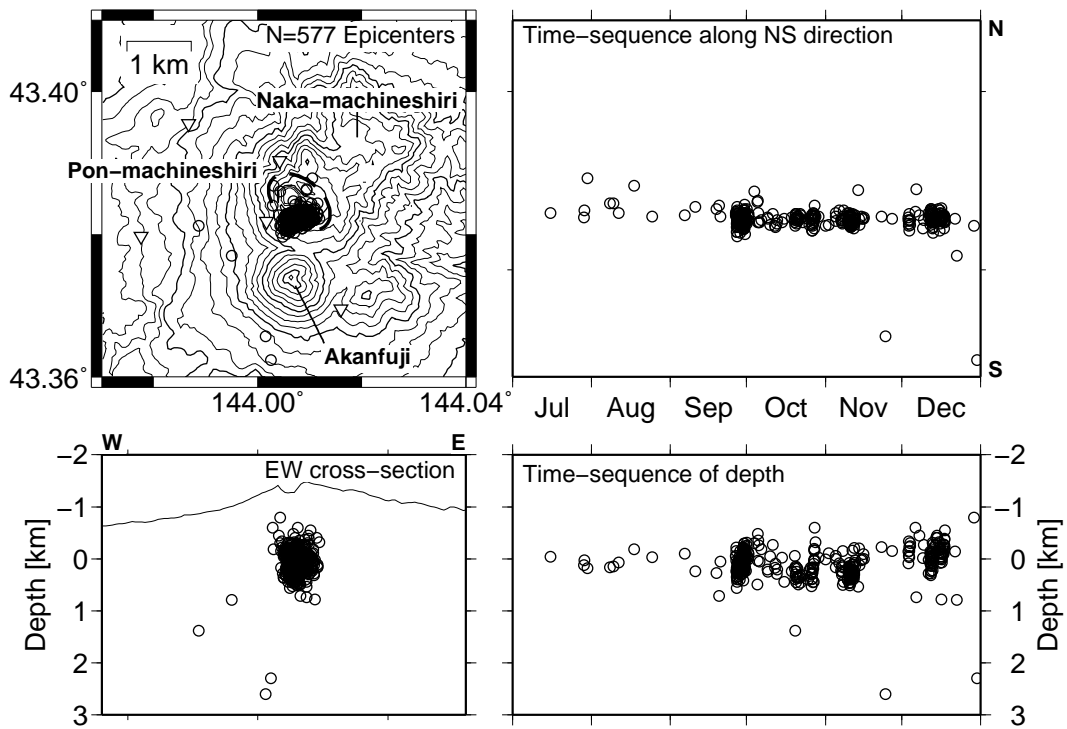 N=577 Epicenters
1 km
43.40°
Naka−machineshiri
Pon−machineshiri
Akanfuji
43.36°
144.00°
144.04°
Time−sequence along NS direction
N
S
Jul
Aug
Sep
Oct
Nov
Dec
W
E
EW cross−section
−2
−1
0
1
2
3
Depth [km]
Time−sequence of depth
−2
−1
0
1
2
3
Depth [km]